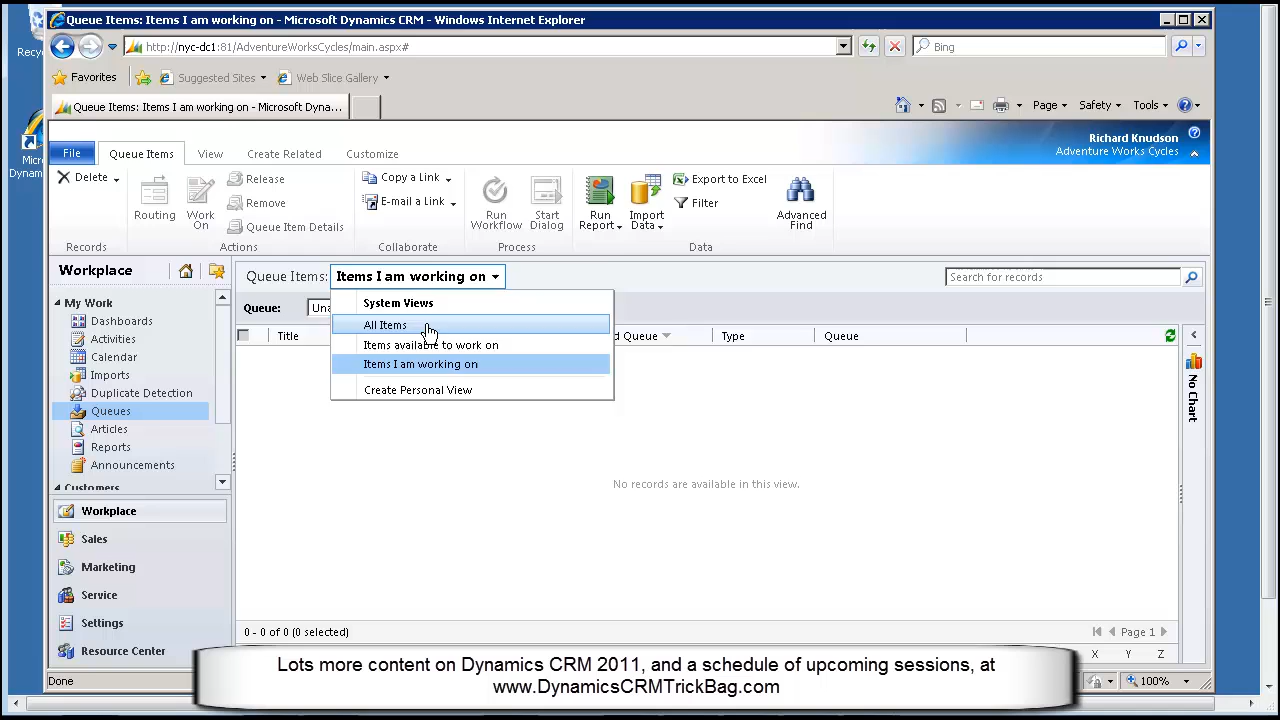 Recy
Micr
Dynam
Queue Items: Items I am working on - Microsoft Dynamics CRM - Windows Internet Explorer
http://nyc-dc1:81/AdventureWorksCycles/main.aspx#
Bing
Favorites
Suggested Sites
Web Slice Gallery
Queue Items: Items I am working on - Microsoft Dyna...
Page
Safety
Tools
Richard Knudson
Adventure Works Cycles
File
Queue Items
View
Create Related
Customize
Delete
Routing
Work On
Release
Remove
Queue Item Details
Copy a Link
E-mail a Link
Run Workflow
Start Dialog
Run Report
Import Data
Export to Excel
Filter
Advanced Find
Records
Actions
Collaborate
Process
Data
Workplace
Queue Items: Items I am working on
Search for records
My Work
Dashboards
Activities
Calendar
Imports
Duplicate Detection
Queues
Articles
Reports
Announcements
Customers
Workplace
Sales
Marketing
Service
Settings
Resource Center
Queue:
Una
System Views
All Items
Items available to work on
Items I am working on
Create Personal View
Title
d Queue
Type
Queue
No Chart
No records are available in this view.
0 - 0 of 0 (0 selected)
Page 1
X Y Z
Done
100%
Lots more content on Dynamics CRM 2011, and a schedule of upcoming sessions, at
www.DynamicsCRMTrickBag.com